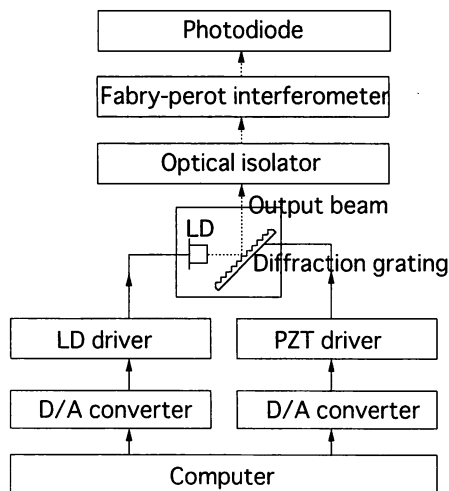 Photodiode
Fabry-perot interferometer
Optical isolator
Output beam
LD
Diffraction grating
LD driver
PZT driver
D/A converter
D/A converter
Computer